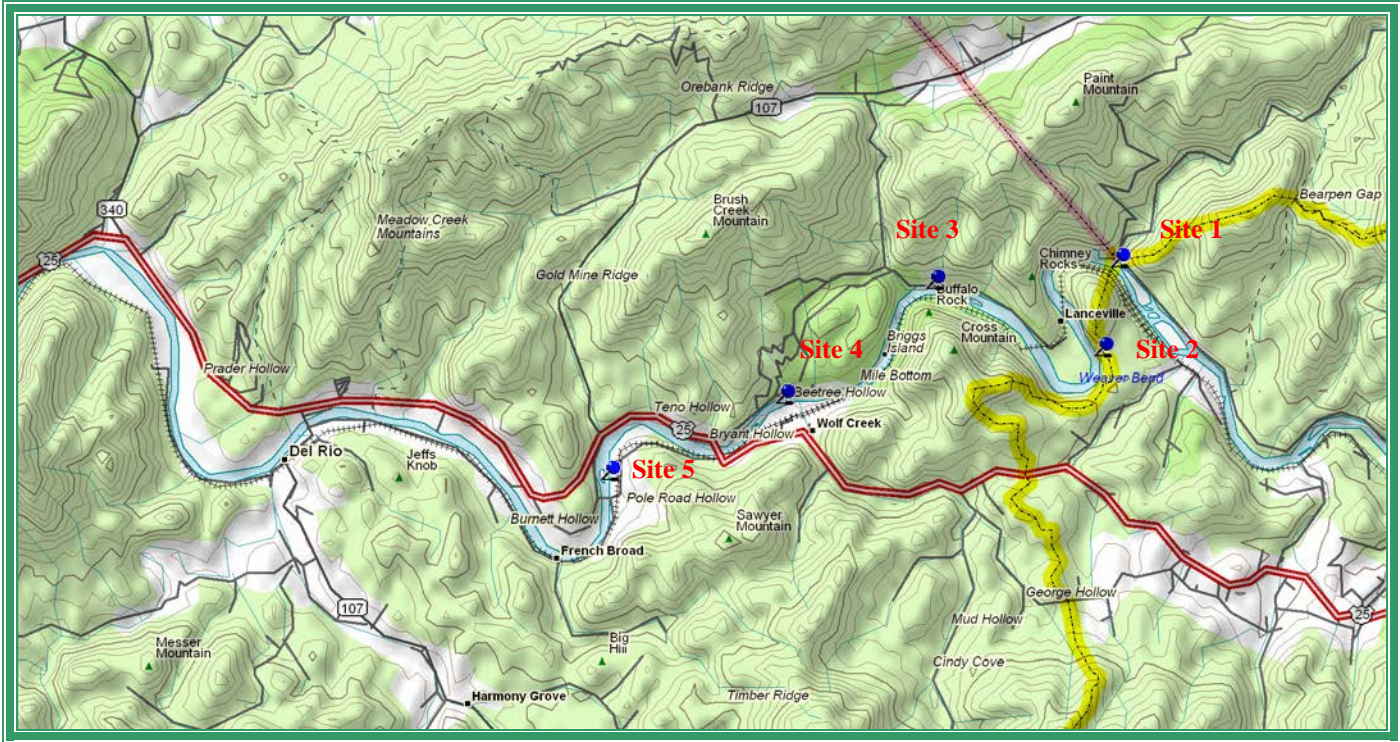 Paint
Mountain
Orebank Ridge
107
Bearpen Gap
Brush
Creek
Mountain
340
Meadow Creek
Mountains
Site 3
Site 1
25
Chimney
Rocks
Gold Mine Ridge
Buffalo
Rock
Lanceville
Cross
Mountain
Briggs
Island
Site 4
Site 2
Prader Hollow
Mile Bottom
Weaver Bend
Beetree Hollow
Teno Hollow
25
Bryant Hollow
Wolf Creek
Del Rio
Jeffs
Knob
Site 5
Pole Road Hollow
Burnett Hollow
Sawyer
Mountain
French Broad
George Hollow
107
25
Mud Hollow
Messer
Mountain
Big
Hill
Cindy Cove
Harmony Grove
Timber Ridge